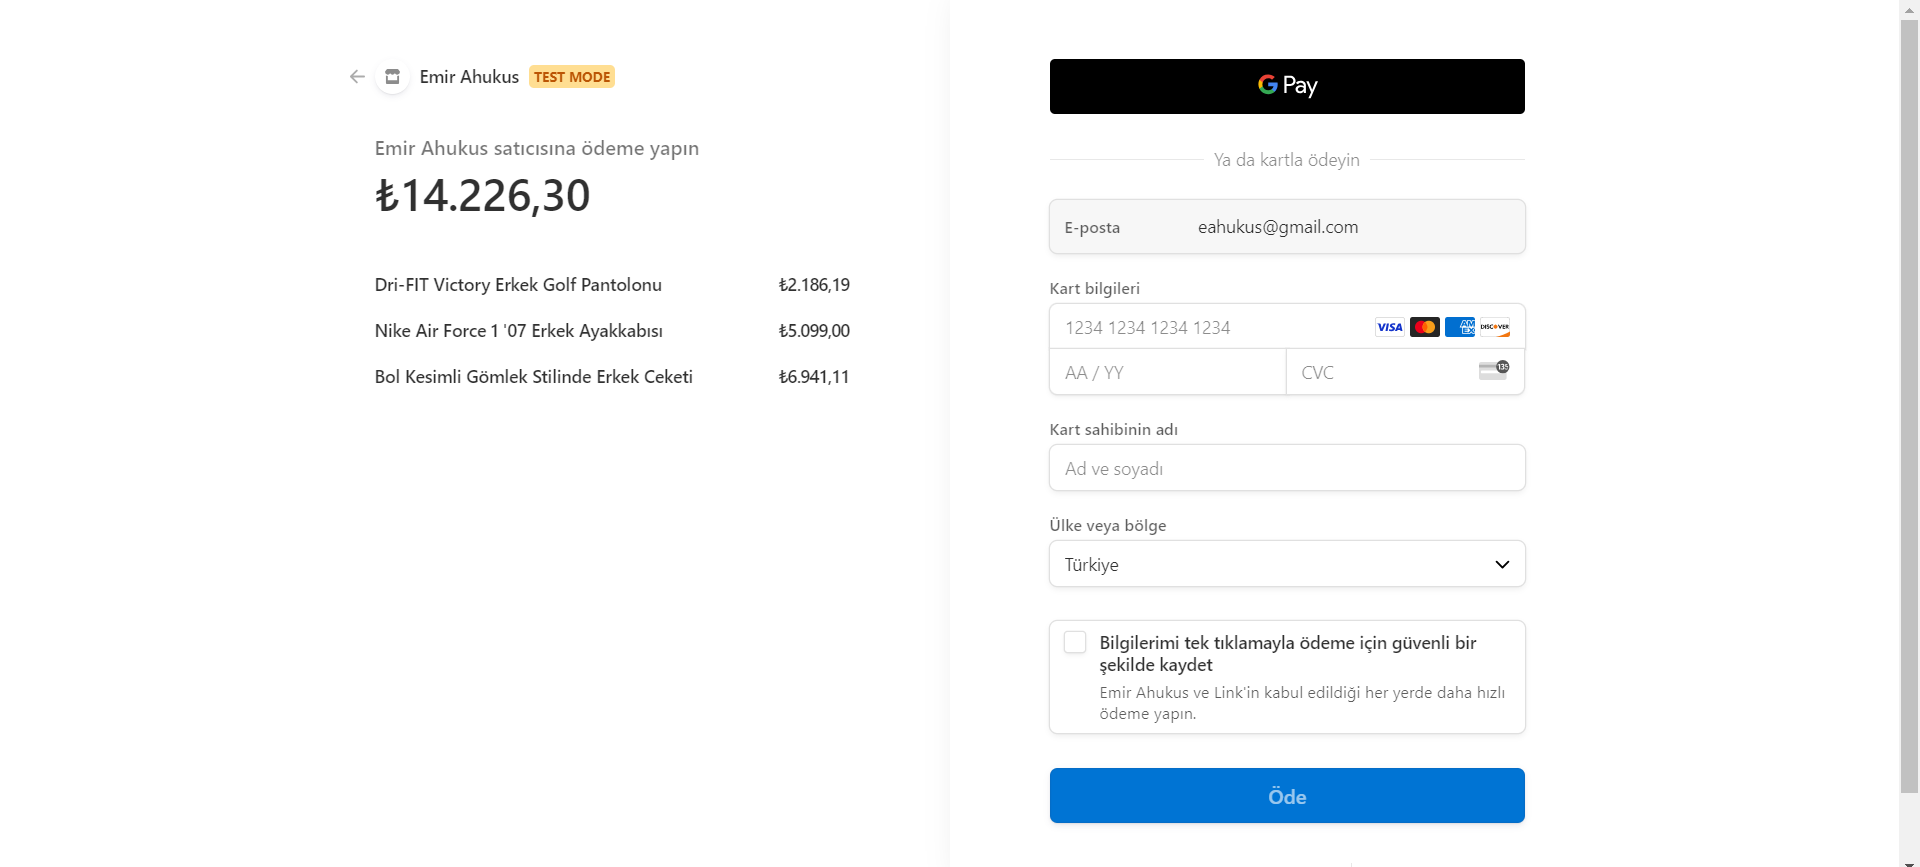 Emir Ahukus TEST MODE
Emir Ahukus satıcısına ödeme yapın
₺14.226,30
Dri-FIT Victory Erkek Golf Pantolonu ₺2.186,19
Nike Air Force 1 '07 Erkek Ayakkabısı ₺5.099,00
Bol Kesimli Gömlek Stilinde Erkek Ceketi ₺6.941,11
G Pay
Ya da kartla ödeyin
E-posta eahukus@gmail.com
Kart bilgileri
1234 1234 1234 1234 VISA AMEX DISCOVER
AA / YY CVC 135
Kart sahibinin adı
Ad ve soyadı
Ülke veya bölge
Türkiye
Bilgilerimi tek tıklamayla ödeme için güvenli bir
şekilde kaydet
Emir Ahukus ve Link'in kabul edildiği her yerde daha hızlı
ödeme yapın.
Öde